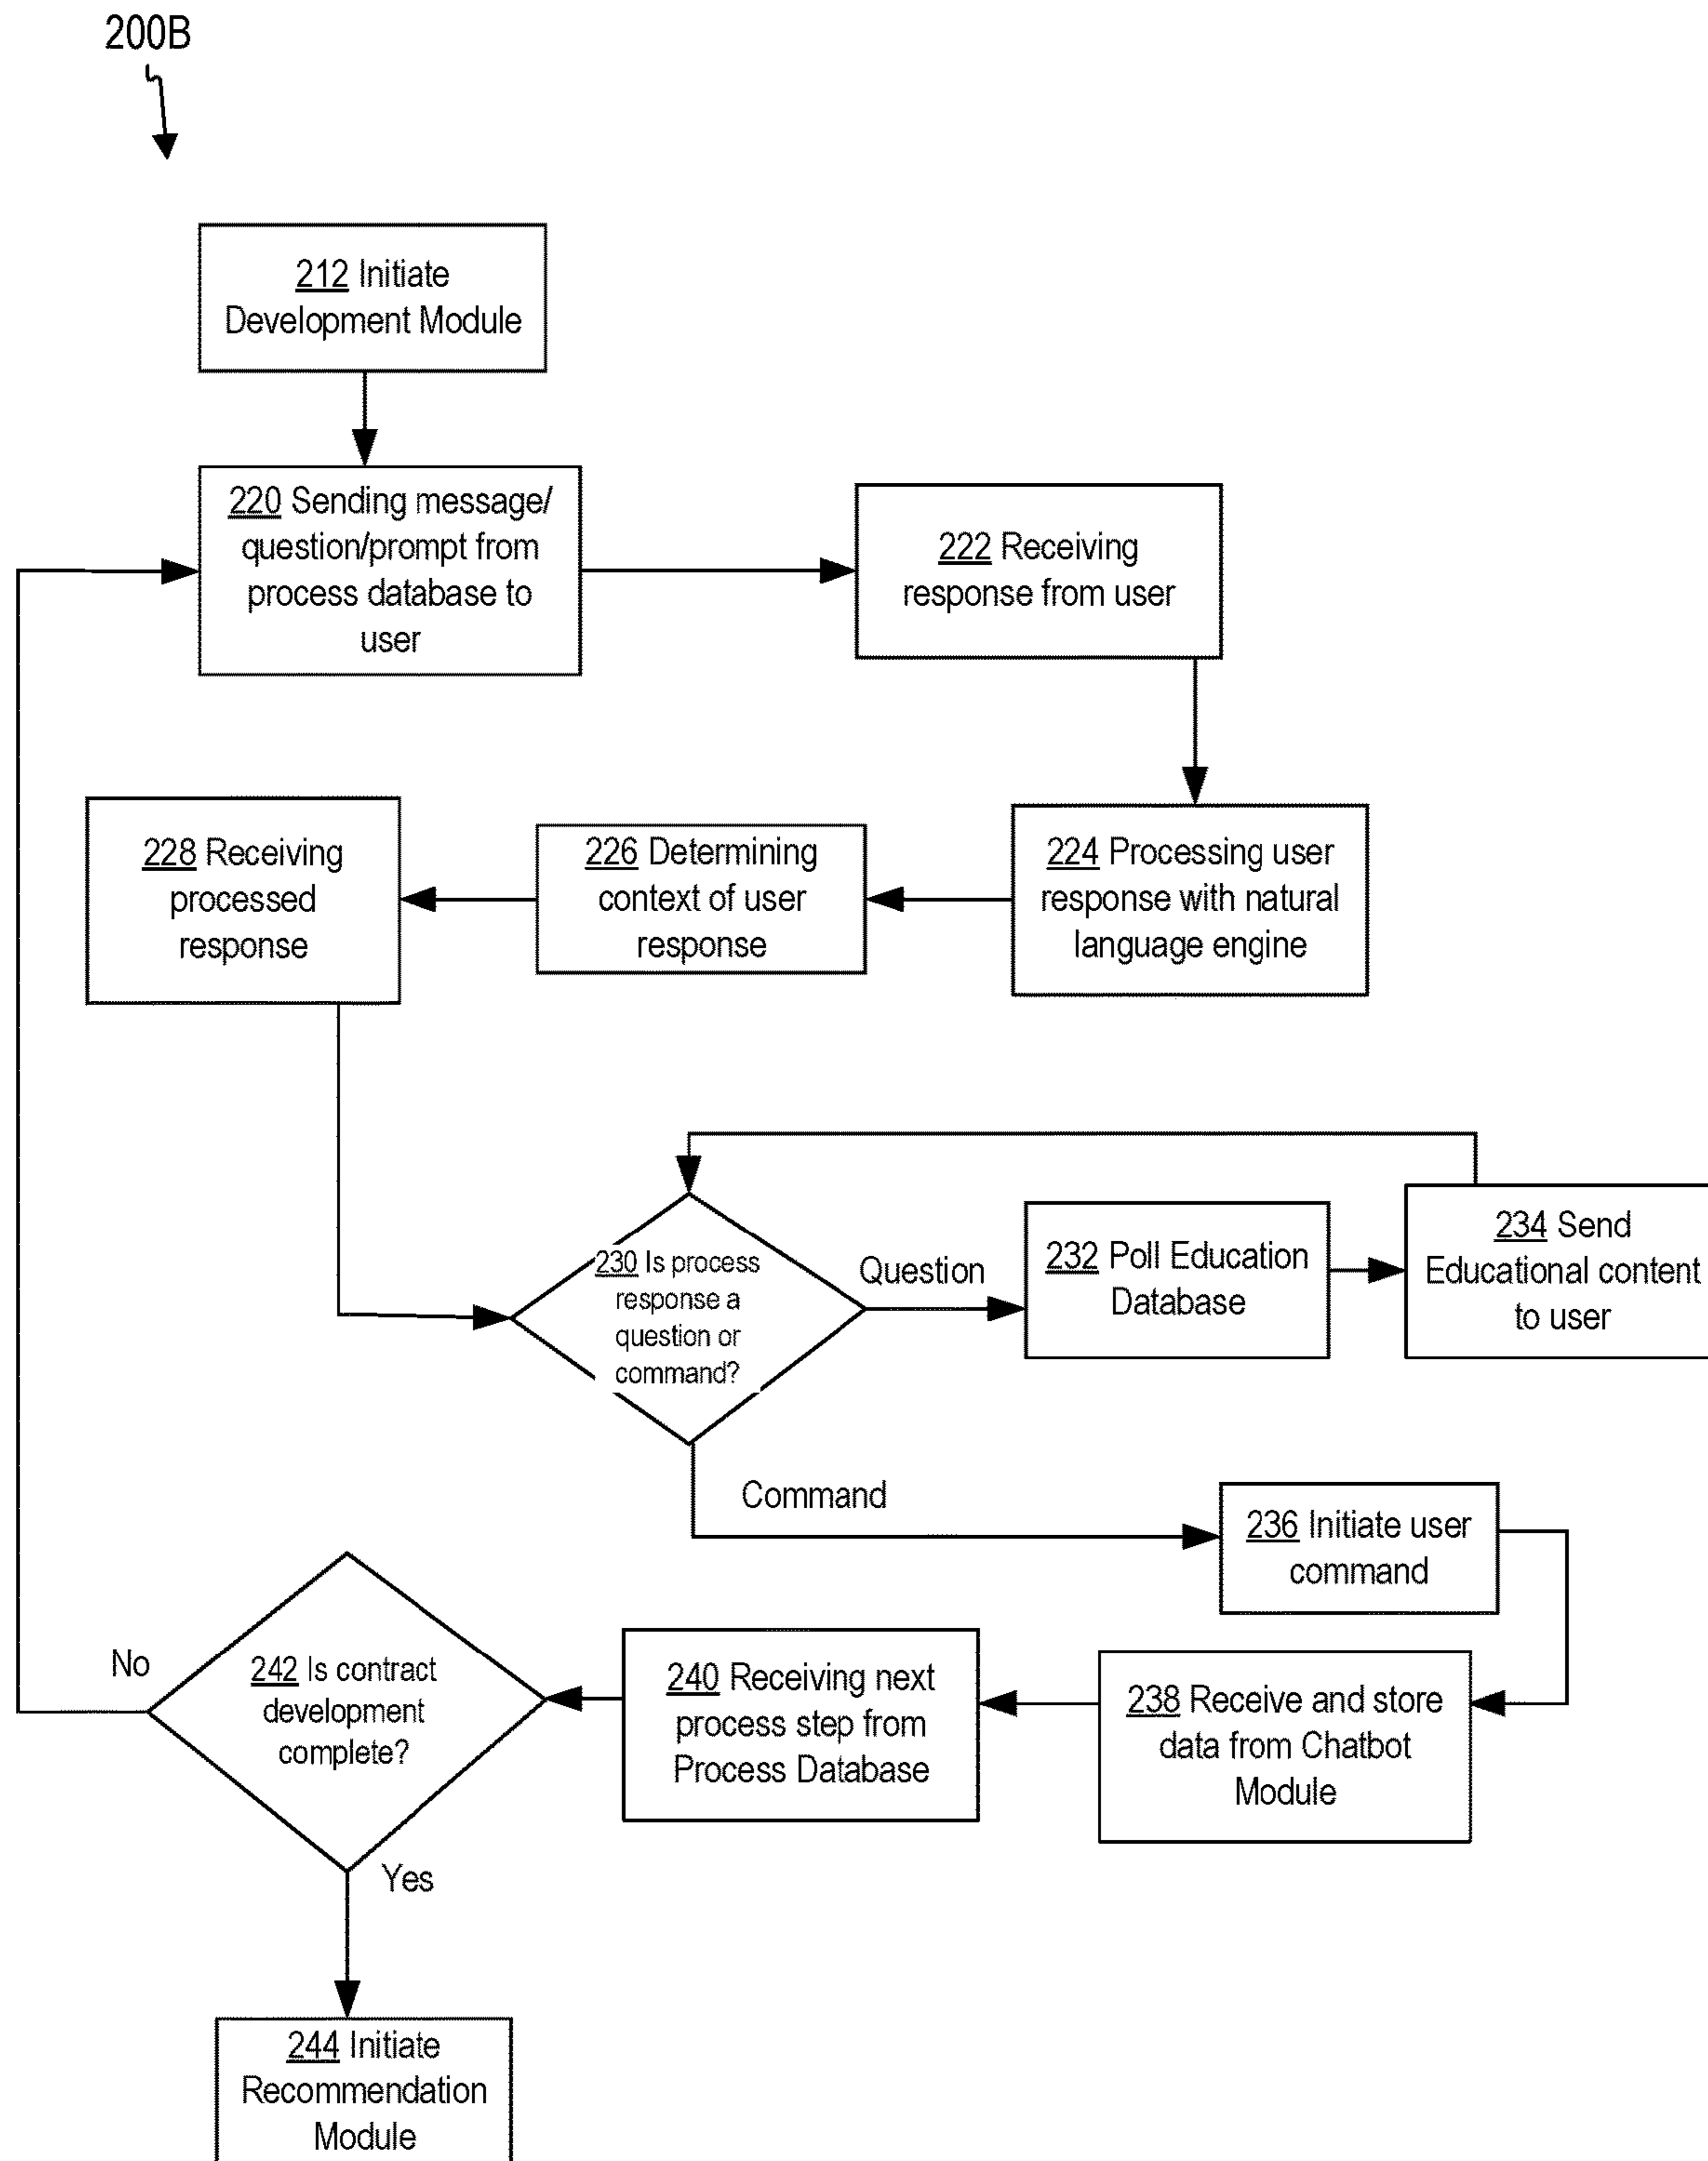 200B
212 Initiate
Development Module
220 Sending message/
question/prompt from
process database to
user
222 Receiving
response from user
228 Receiving
processed
response
226 Determining
context of user
response
224 Processing user
response with natural
language engine
230 Is process
response a
question or
command?
Question
232 Poll Education
Database
234 Send
Educational content
to user
Command
236 Initiate user
command
No
242 Is contract
development
complete?
240 Receiving next
process step from
Process Database
238 Receive and store
data from Chatbot
Module
Yes
244 Initiate
Recommendation
Module